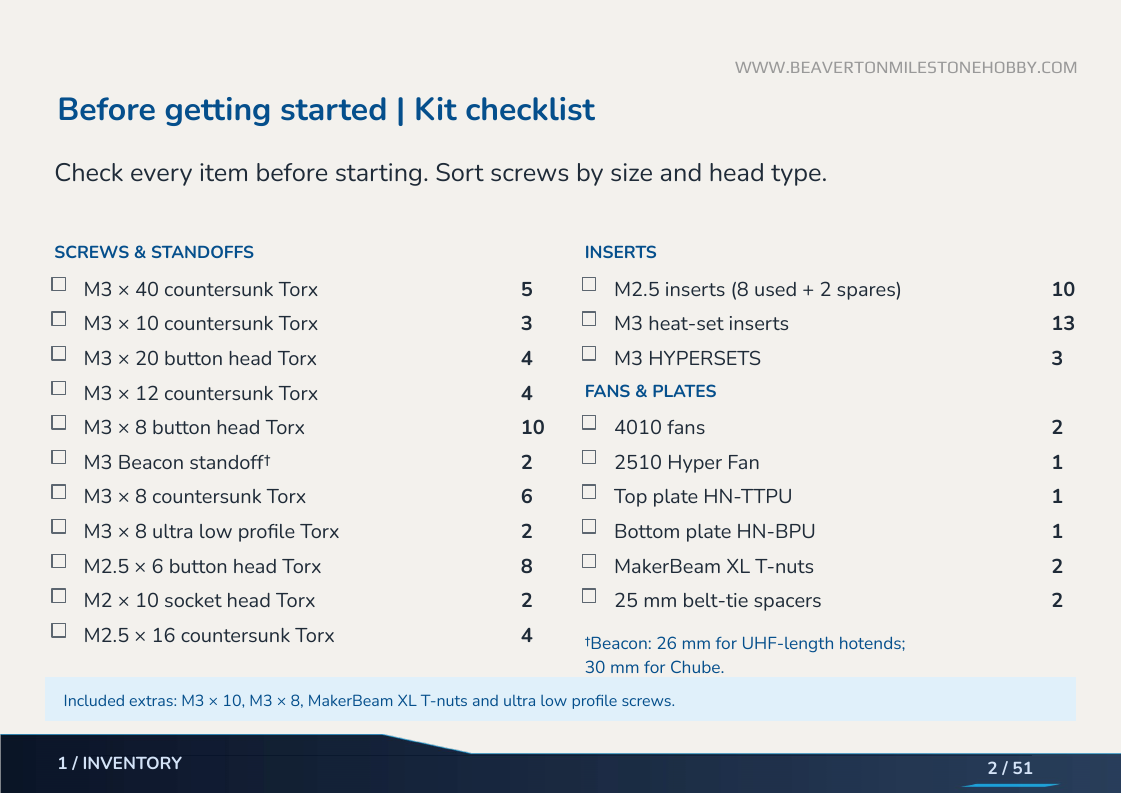 WWW.BEAVERTONMILESTONEHOBBY.COM
Before getting started | Kit checklist
Check every item before starting. Sort screws by size and head type.
SCREWS & STANDOFFS
M3 × 40 countersunk Torx 5
M3 × 10 countersunk Torx 3
M3 × 20 button head Torx 4
M3 × 12 countersunk Torx 4
M3 × 8 button head Torx 10
M3 Beacon standoff† 2
M3 × 8 countersunk Torx 6
M3 × 8 ultra low profile Torx 2
M2.5 × 6 button head Torx 8
M2 × 10 socket head Torx 2
M2.5 × 16 countersunk Torx 4
INSERTS
M2.5 inserts (8 used + 2 spares) 10
M3 heat-set inserts 13
M3 HYPERSETS 3
FANS & PLATES
4010 fans 2
2510 Hyper Fan 1
Top plate HN-TTPU 1
Bottom plate HN-BPU 1
MakerBeam XL T-nuts 2
25 mm belt-tie spacers 2
†Beacon: 26 mm for UHF-length hotends;
30 mm for Chube.
Included extras: M3 × 10, M3 × 8, MakerBeam XL T-nuts and ultra low profile screws.
1 / INVENTORY
2 / 51